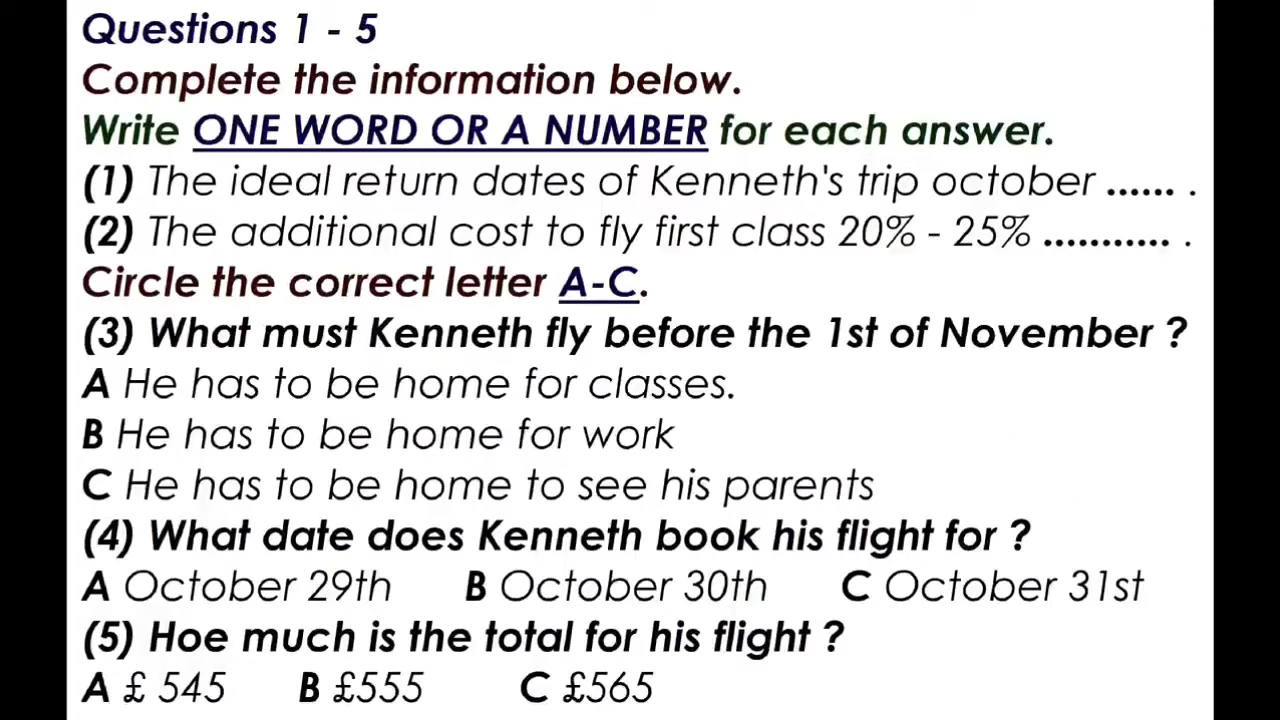 Questions 1 - 5
Complete the information below.
Write ONE WORD OR A NUMBER for each answer.
(1) The ideal return dates of Kenneth's trip october ...... .
(2) The additional cost to fly first class 20% - 25% ........... .
Circle the correct letter A-C.
(3) What must Kenneth fly before the 1st of November ?
A He has to be home for classes.
B He has to be home for work
C He has to be home to see his parents
(4) What date does Kenneth book his flight for ?
A October 29th B October 30th C October 31st
(5) Hoe much is the total for his flight ?
A £ 545 B £555 C £565